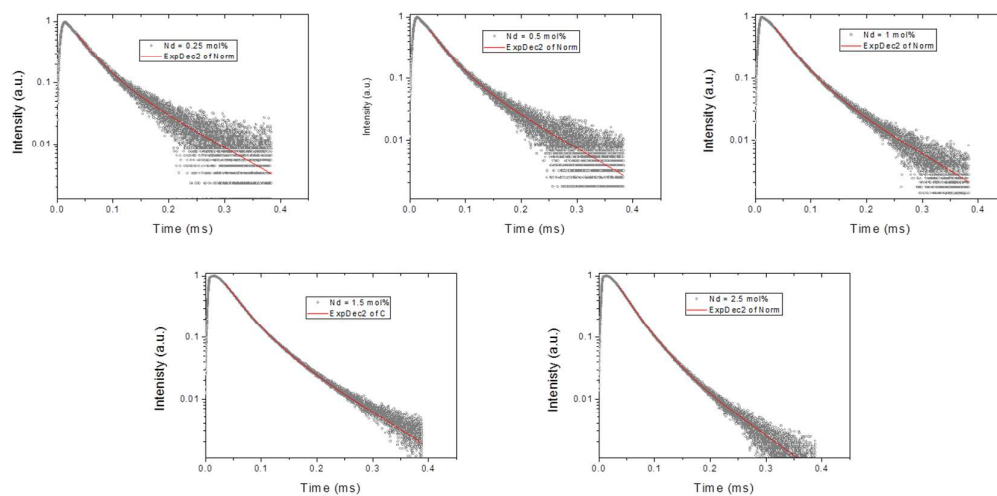 1
0.1
0.01
Intensity (a.u.)
0.0 0.1 0.2 0.3 0.4
Time (ms)
Nd = 0.25 mol%
ExpDec2 of Norm
1
0.1
0.01
Intensity (a.u.)
0.0 0.1 0.2 0.3 0.4
Time (ms)
Nd = 0.5 mol%
ExpDec2 of Norm
1
0.1
0.01
Intensity (a.u.)
0.0 0.1 0.2 0.3 0.4
Time (ms)
Nd = 1 mol%
ExpDec2 of Norm
1
0.1
0.01
Intenisty (a.u.)
0.0 0.1 0.2 0.3 0.4
Time (ms)
Nd = 1.5 mol%
ExpDec2 of C
1
0.1
0.01
Intenisty (a.u.)
0.0 0.1 0.2 0.3 0.4
Time (ms)
Nd = 2.5 mol%
ExpDec2 of Norm